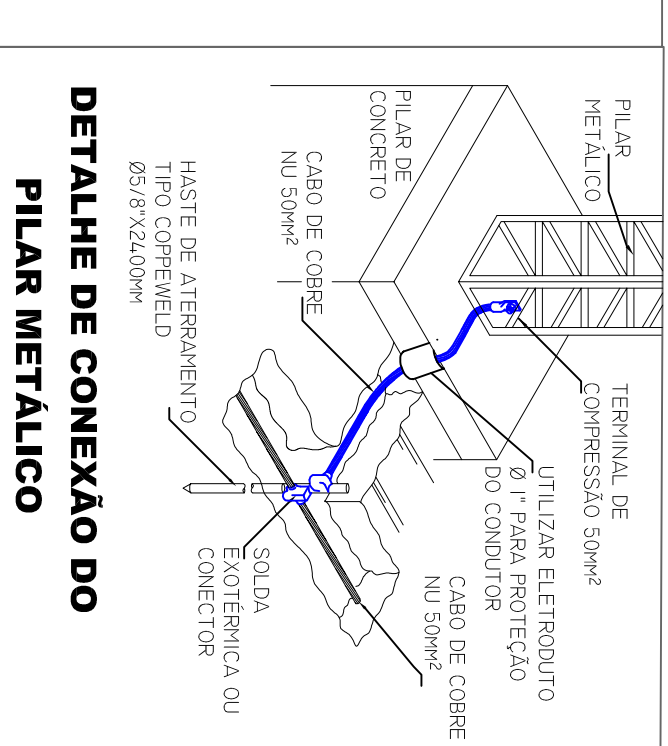 PILAR
METÁLICO
TERMINAL DE
COMPRESSÃO 50MM²
UTILIZAR ELETRODUTO
Ø 1" PARA PROTEÇÃO
DO CONDUTOR
PILAR DE
CONCRETO
CABO DE COBRE
NU 50MM²
CABO DE COBRE
NU 50MM²
HASTE DE ATERRAMENTO
TIPO COPPEWELD
Ø5/8"X2400MM
SOLDA
EXOTÉRMICA OU
CONECTOR
DETALHE DE CONEXÃO DO
PILAR METÁLICO